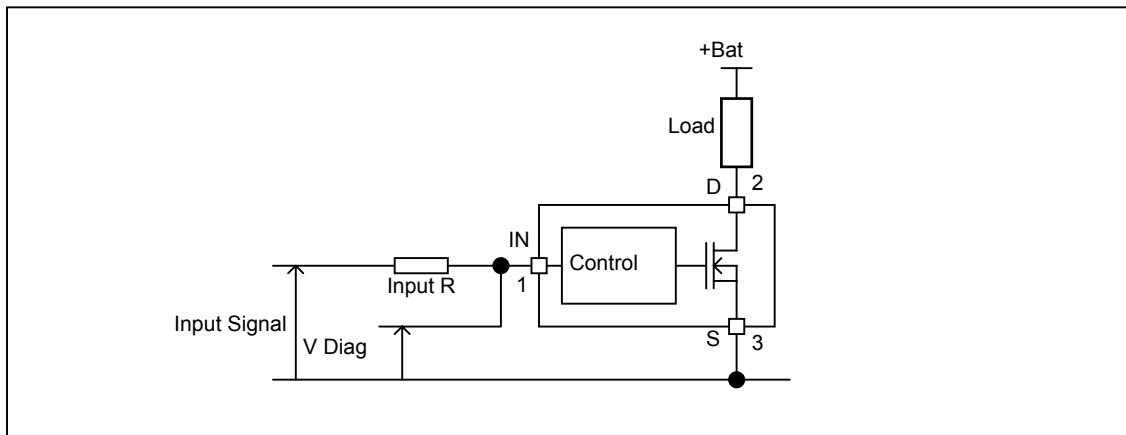 +Bat
Load
D 2
IN
Control
1
Input R
Input Signal
S 3
V Diag